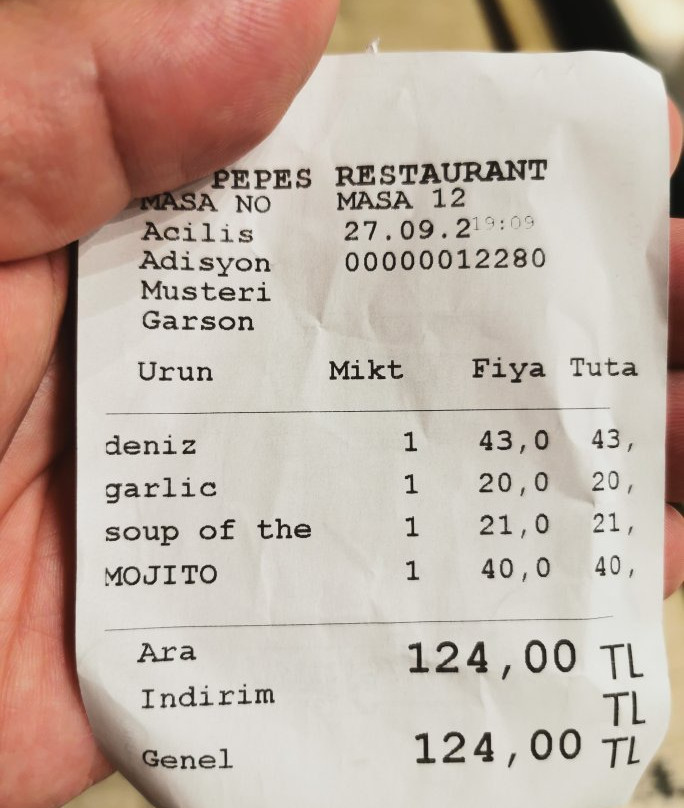 PEPES RESTAURANT
MASA NO MASA 12
Acilis 27.09.2 19:09
Adisyon 00000012280
Musteri
Garson
Urun Mikt Fiya Tuta
deniz 1 43,0 43,
garlic 1 20,0 20,
soup of the 1 21,0 21,
MOJITO 1 40,0 40,
Ara 124,00 TL
Indirim TL
Genel 124,00 TL